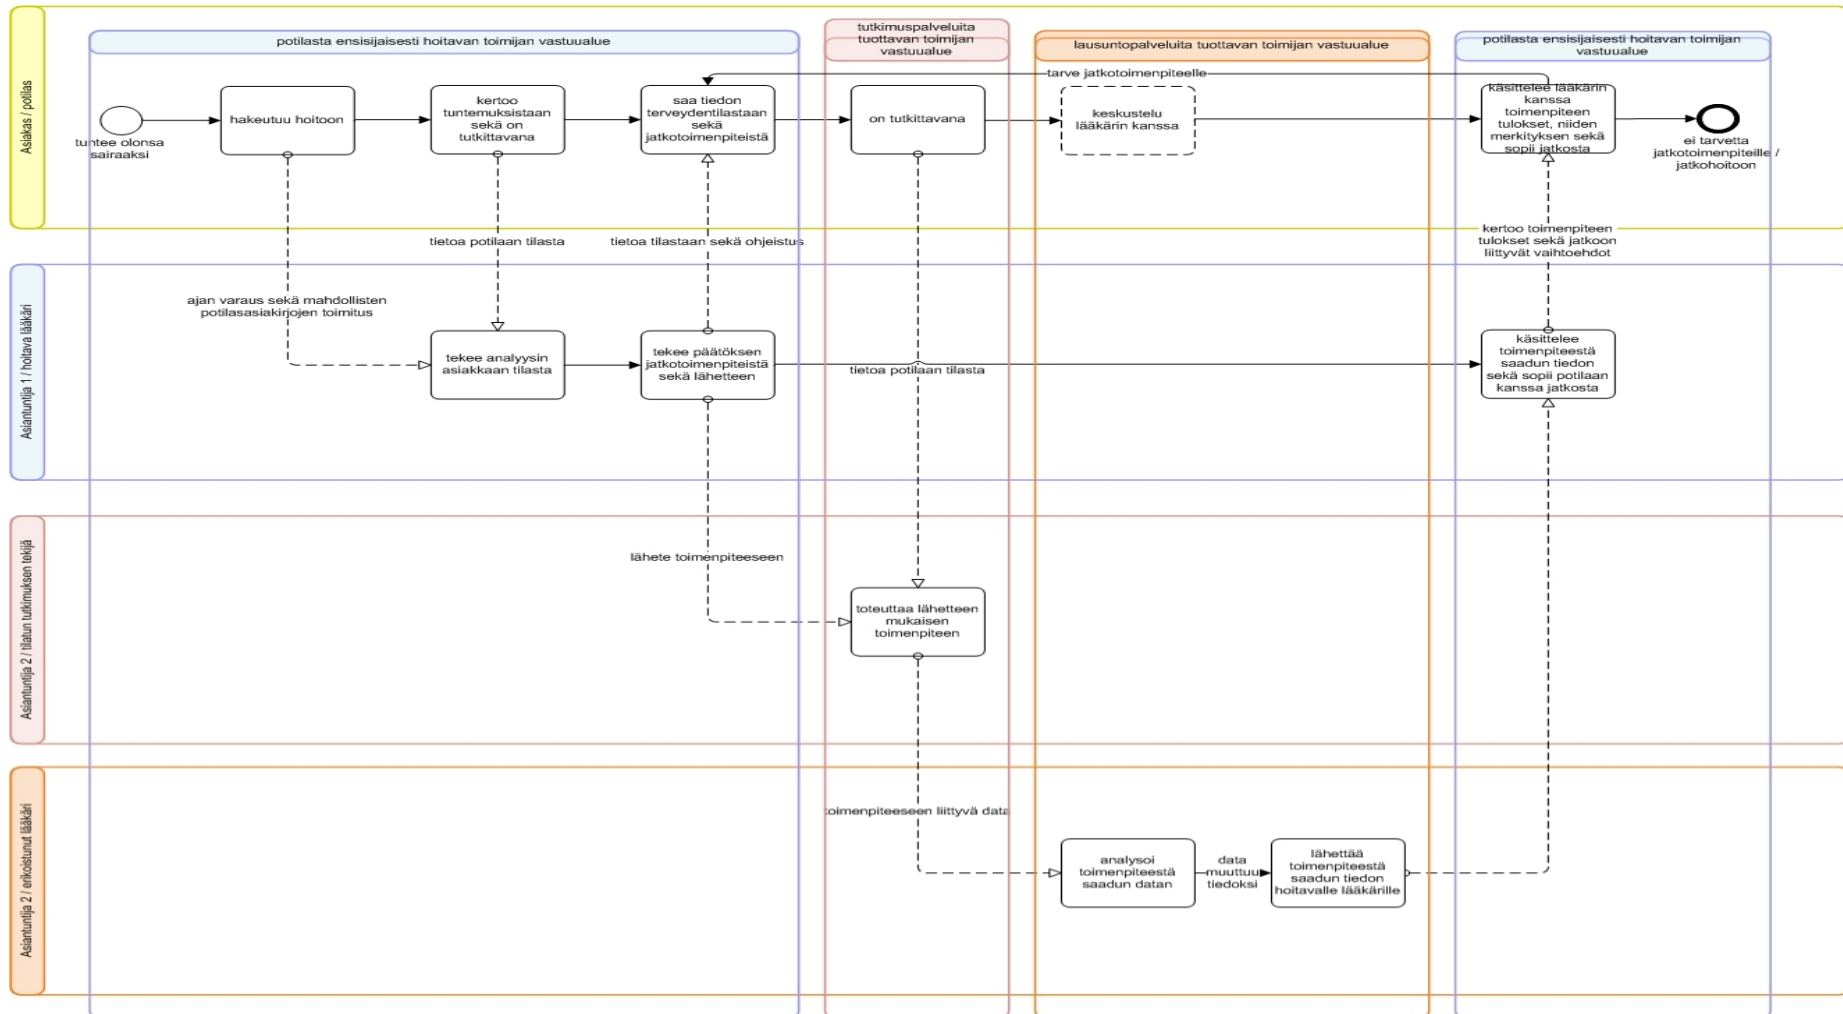 potilasta ensisijaisesti hoitavan toimijan vastuualue
tutkimuspalveluita
tuottavan toimijan
vastuualue
lausuntopalveluita tuottavan toimijan vastuualue
potilasta ensisijaisesti hoitavan toimijan
vastuualue
Asiakas / potilas
tuntee olonsa
sairaaksi
hakeutuu hoitoon
kertoo
tuntemuksistaan
sekä on
tutkittavana
saa tiedon
terveydentilastaan
sekä
jatkotoimenpiteistä
on tutkittavana
tarve jatkotoimenpiteelle
keskustelu
lääkärin kanssa
käsittelee lääkärin
kanssa
toimenpiteen
tulokset, niiden
merkityksen sekä
sopii jatkosta
ei tarvetta
jatkotoimenpiteille /
jatkohoitoon
tietoa potilaan tilasta
tietoa tilastaan sekä ohjeistus
kertoo toimenpiteen
tulokset sekä jatkoon
liittyvät vaihtoehdot
Asiantuntija 1 / hoitava lääkäri
ajan varaus sekä mahdollisten
potilasasiakirjojen toimitus
tekee analyysin
asiakkaan tilasta
tekee päätöksen
jatkotoimenpiteistä
sekä lähetteen
tietoa potilaan tilasta
käsittelee
toimenpiteestä
saadun tiedon
sekä sopii potilaan
kanssa jatkosta
Asiantuntija 2 / tilatun tutkimuksen tekijä
lähete toimenpiteeseen
toteuttaa lähetteen
mukaisen
toimenpiteen
Asiantuntija 2 / erikoistunut lääkäri
toimenpiteeseen liittyvä data
analysoi
toimenpiteestä
saadun datan
data
muuttuu
tiedoksi
lähettää
toimenpiteestä
saadun tiedon
hoitavalle lääkärille